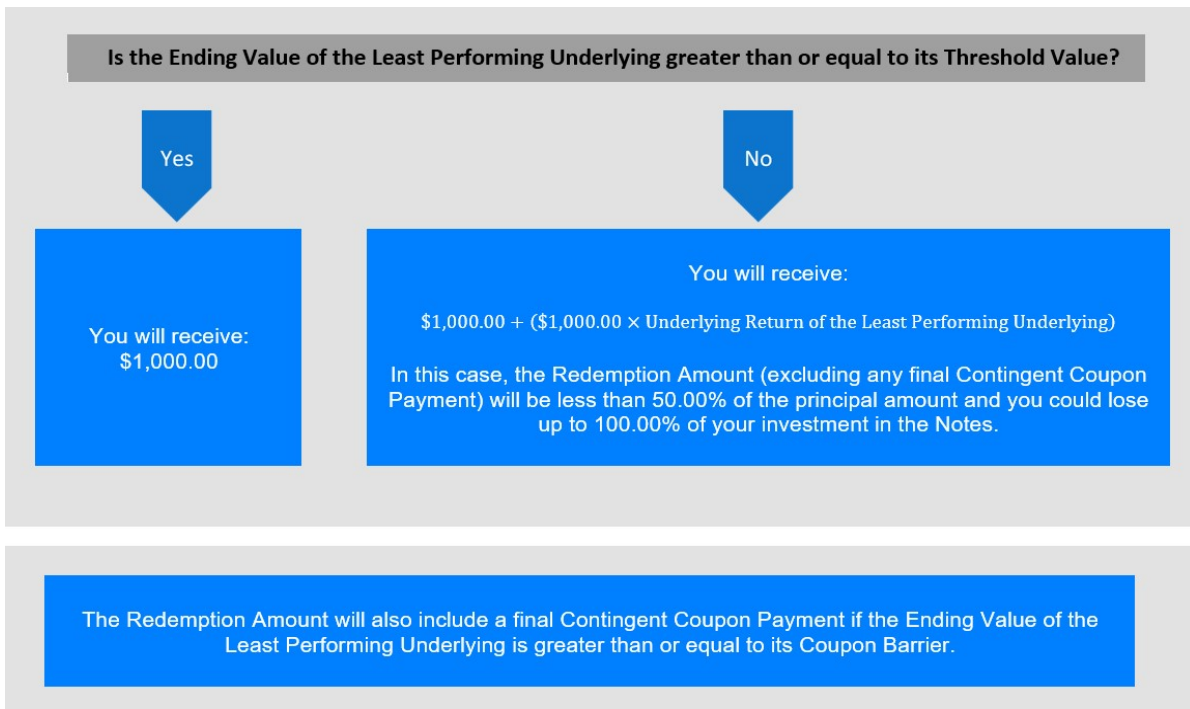 Is the Ending Value of the Least Performing Underlying greater than or equal to its Threshold Value?
Yes
No
You will receive:
$1,000.00
You will receive:
$1,000.00 + ($1,000.00 × Underlying Return of the Least Performing Underlying)
In this case, the Redemption Amount (excluding any final Contingent Coupon
Payment) will be less than 50.00% of the principal amount and you could lose
up to 100.00% of your investment in the Notes.
The Redemption Amount will also include a final Contingent Coupon Payment if the Ending Value of the
Least Performing Underlying is greater than or equal to its Coupon Barrier.